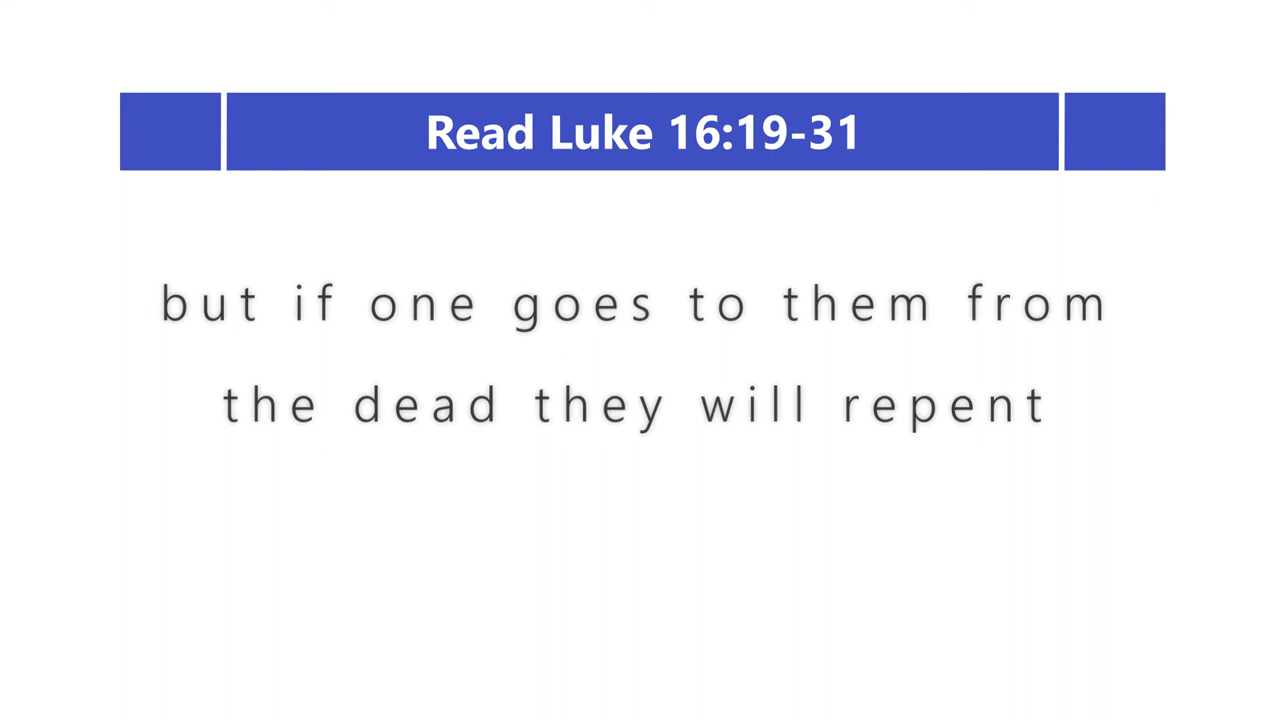 Read Luke 16:19-31
but if one goes to them from
the dead they will repent